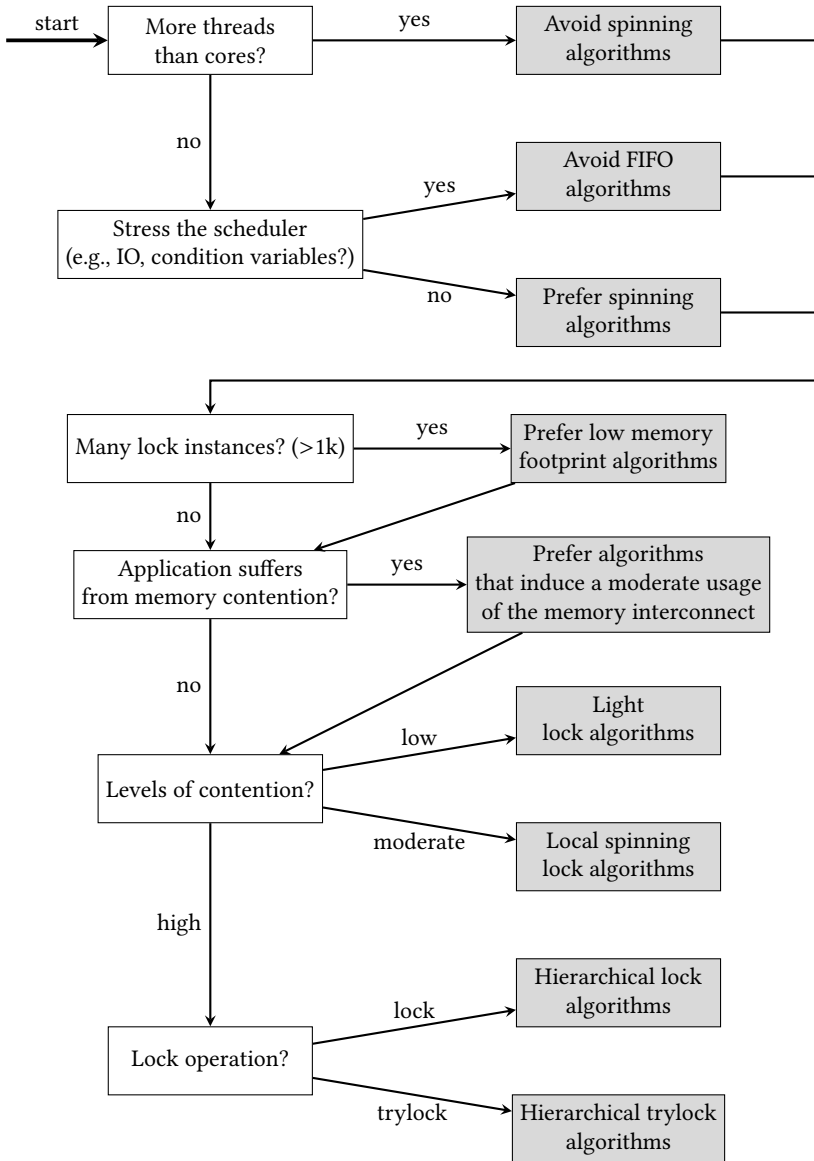 start
More threads
than cores?
yes
Avoid spinning
algorithms
no
Avoid FIFO
algorithms
yes
Stress the scheduler
(e.g., IO, condition variables?)
no
Prefer spinning
algorithms
Many lock instances? (>1k)
yes
Prefer low memory
footprint algorithms
no
Application suffers
from memory contention?
yes
Prefer algorithms
that induce a moderate usage
of the memory interconnect
no
Light
lock algorithms
low
Levels of contention?
moderate
Local spinning
lock algorithms
high
Hierarchical lock
algorithms
lock
Lock operation?
trylock
Hierarchical trylock
algorithms